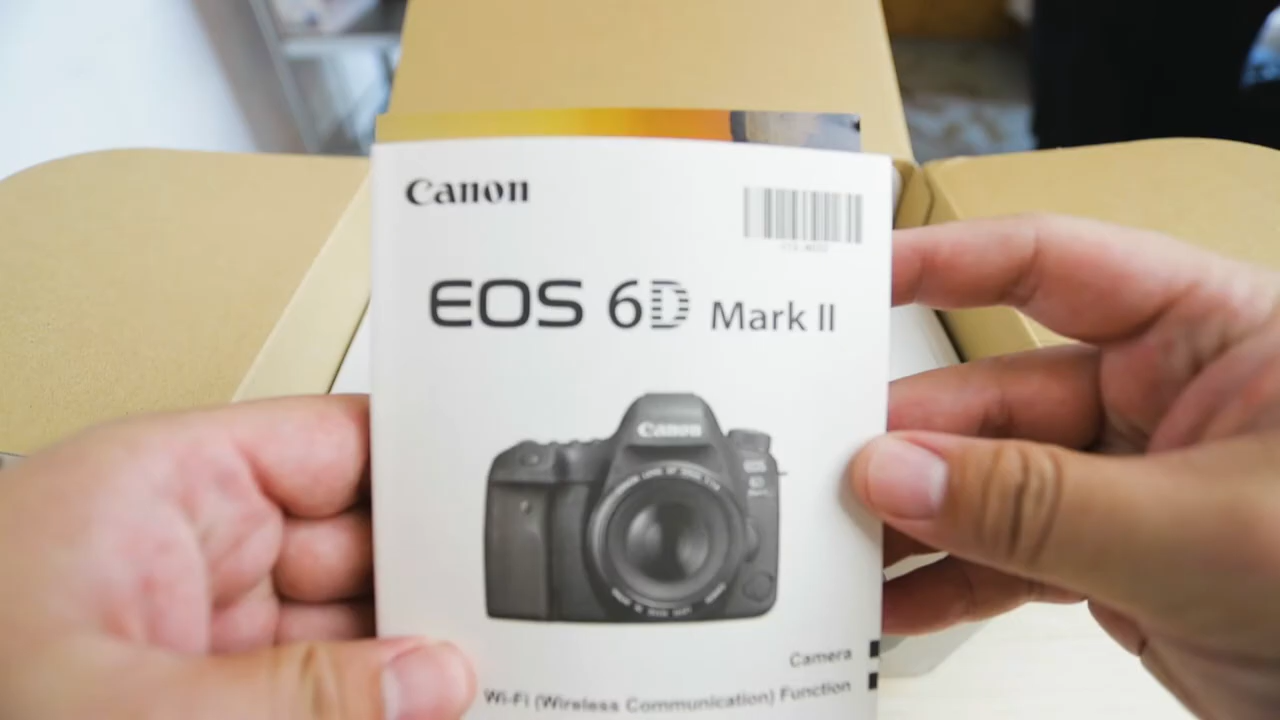 Canon
EOS 6D Mark II
Canon
Camera
Wi-Fi (Wireless Communication) Function